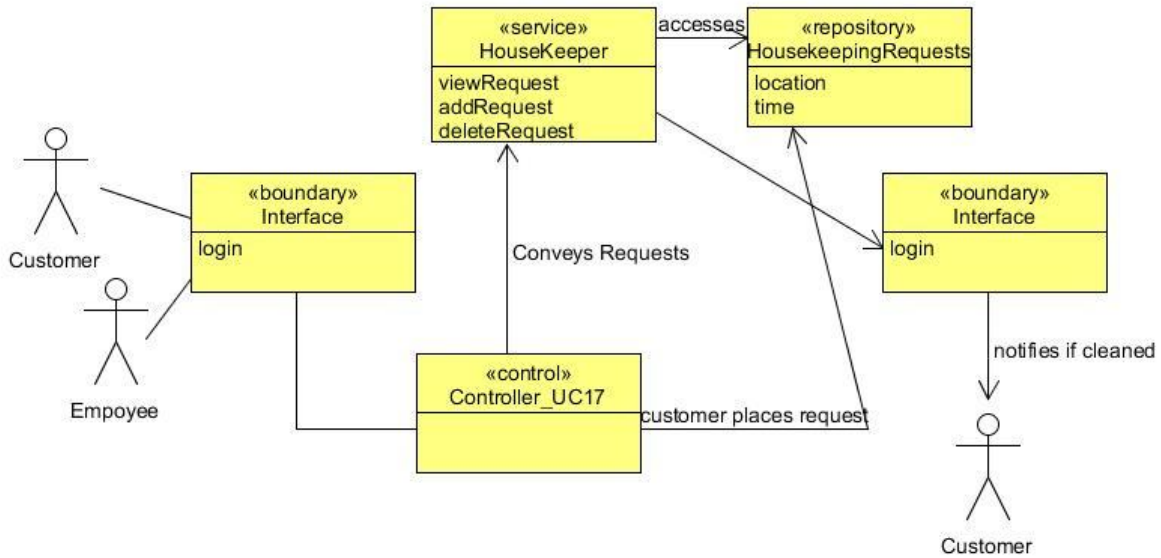 «service»
HouseKeeper
viewRequest
addRequest
deleteRequest
accesses
«repository»
HousekeepingRequests
location
time
Customer
Empoyee
«boundary»
Interface
login
Conveys Requests
«boundary»
Interface
login
«control»
Controller_UC17
customer places request
notifies if cleaned
Customer